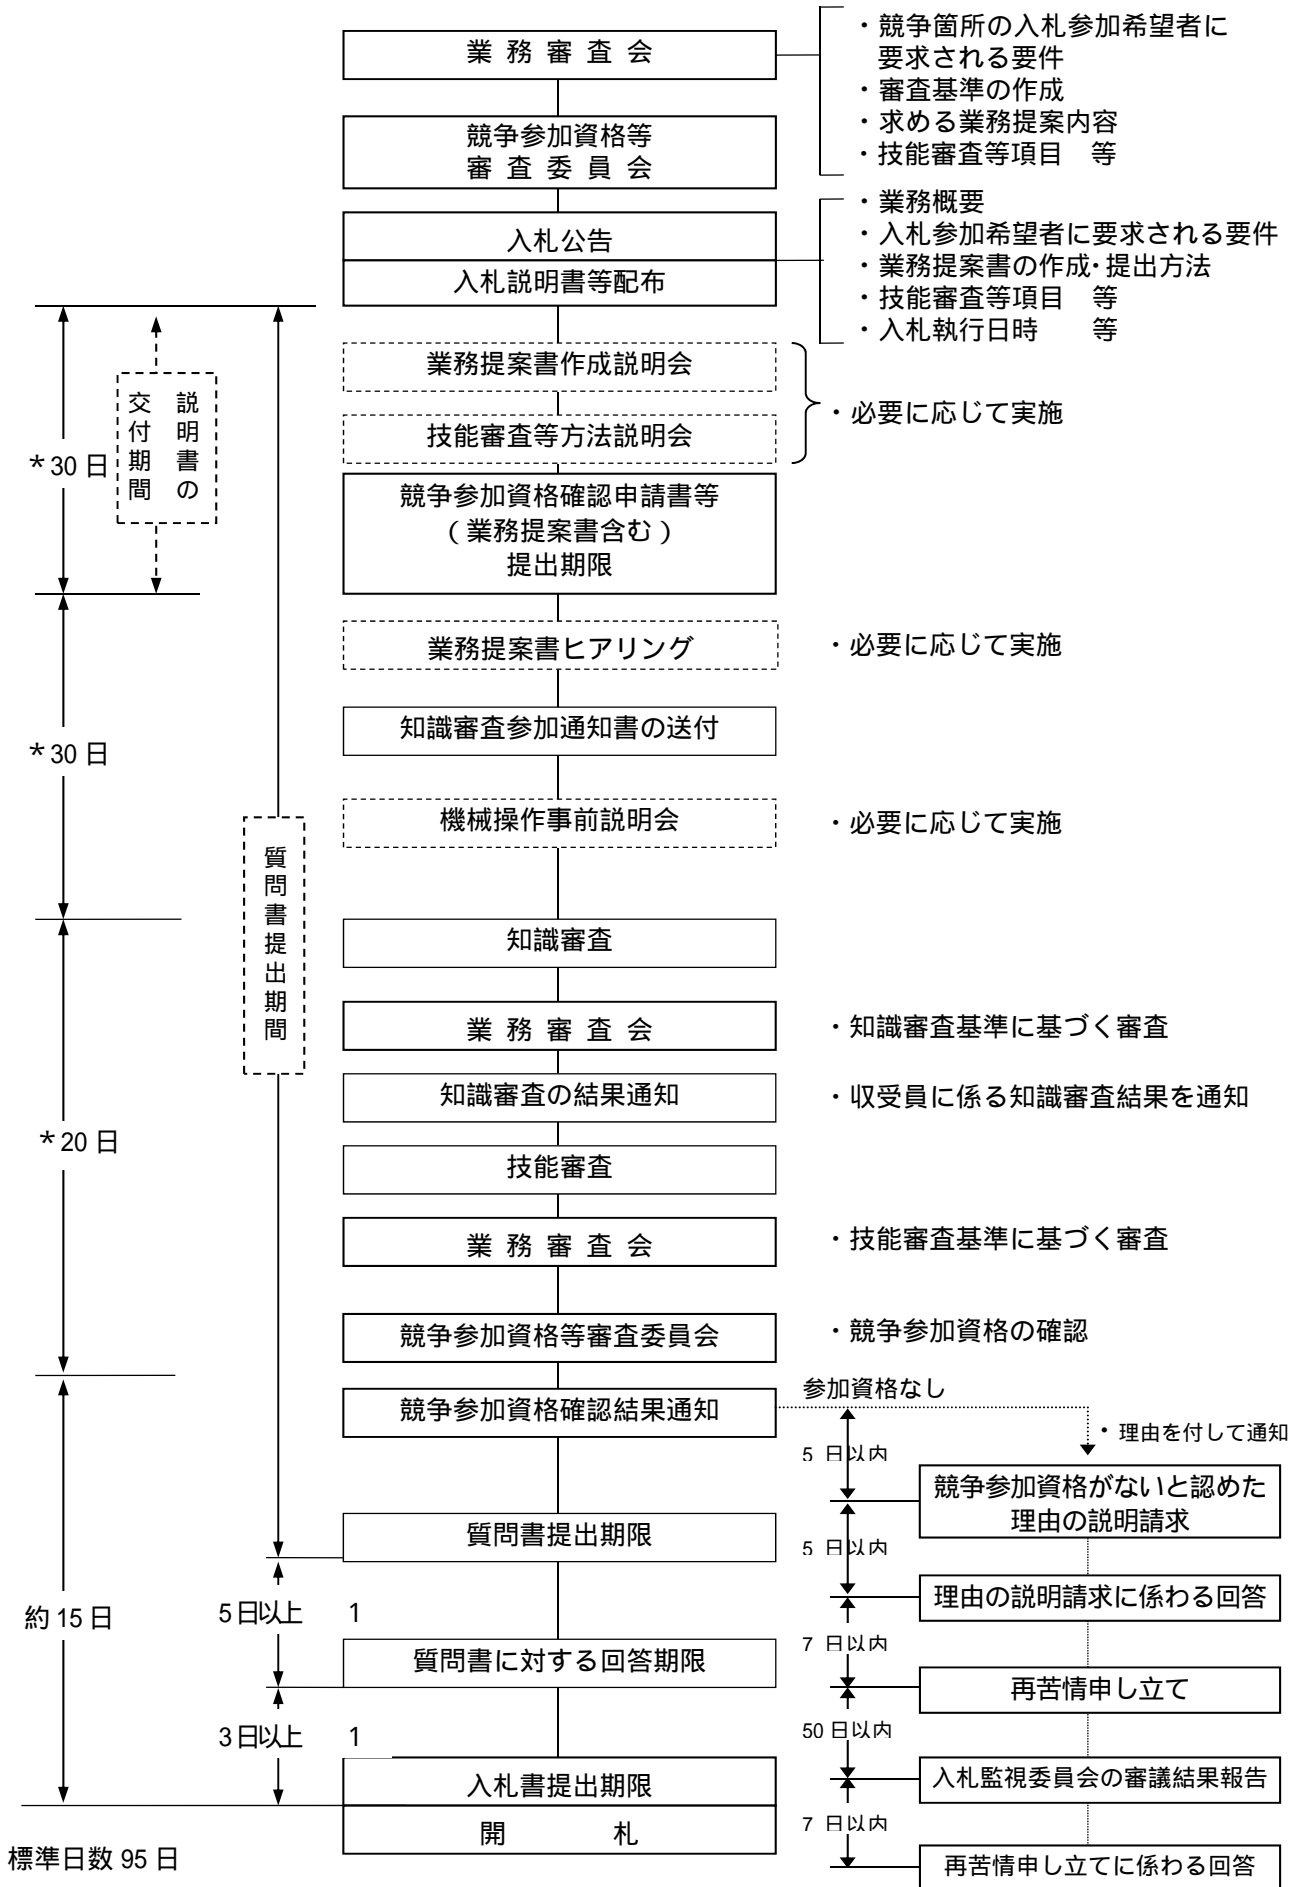 業務審査会
・競争箇所の入札参加希望者に
要求される要件
・審査基準の作成
・求める業務提案内容
・技能審査等項目　等
競争参加資格等
審査委員会
入札公告
入札説明書等配布
・業務概要
・入札参加希望者に要求される要件
・業務提案書の作成・提出方法
・技能審査等項目　等
・入札執行日時　　等
業務提案書作成説明会
技能審査等方法説明会
・必要に応じて実施
説明書の
交付期間
*30日
競争参加資格確認申請書等
（業務提案書含む）
提出期限
業務提案書ヒアリング
・必要に応じて実施
知識審査参加通知書の送付
*30日
機械操作事前説明会
・必要に応じて実施
質問書提出期間
知識審査
業務審査会
・知識審査基準に基づく審査
知識審査の結果通知
・収受員に係る知識審査結果を通知
*20日
技能審査
業務審査会
・技能審査基準に基づく審査
競争参加資格等審査委員会
・競争参加資格の確認
競争参加資格確認結果通知
参加資格なし
・理由を付して通知
5 日以内
競争参加資格がないと認めた
理由の説明請求
質問書提出期限
5 日以内
理由の説明請求に係わる回答
約15日
5日以上　1
7 日以内
質問書に対する回答期限
再苦情申し立て
3日以上　1
50日以内
入札書提出期限
入札監視委員会の審議結果報告
開　　札
7 日以内
再苦情申し立てに係わる回答
標準日数95日